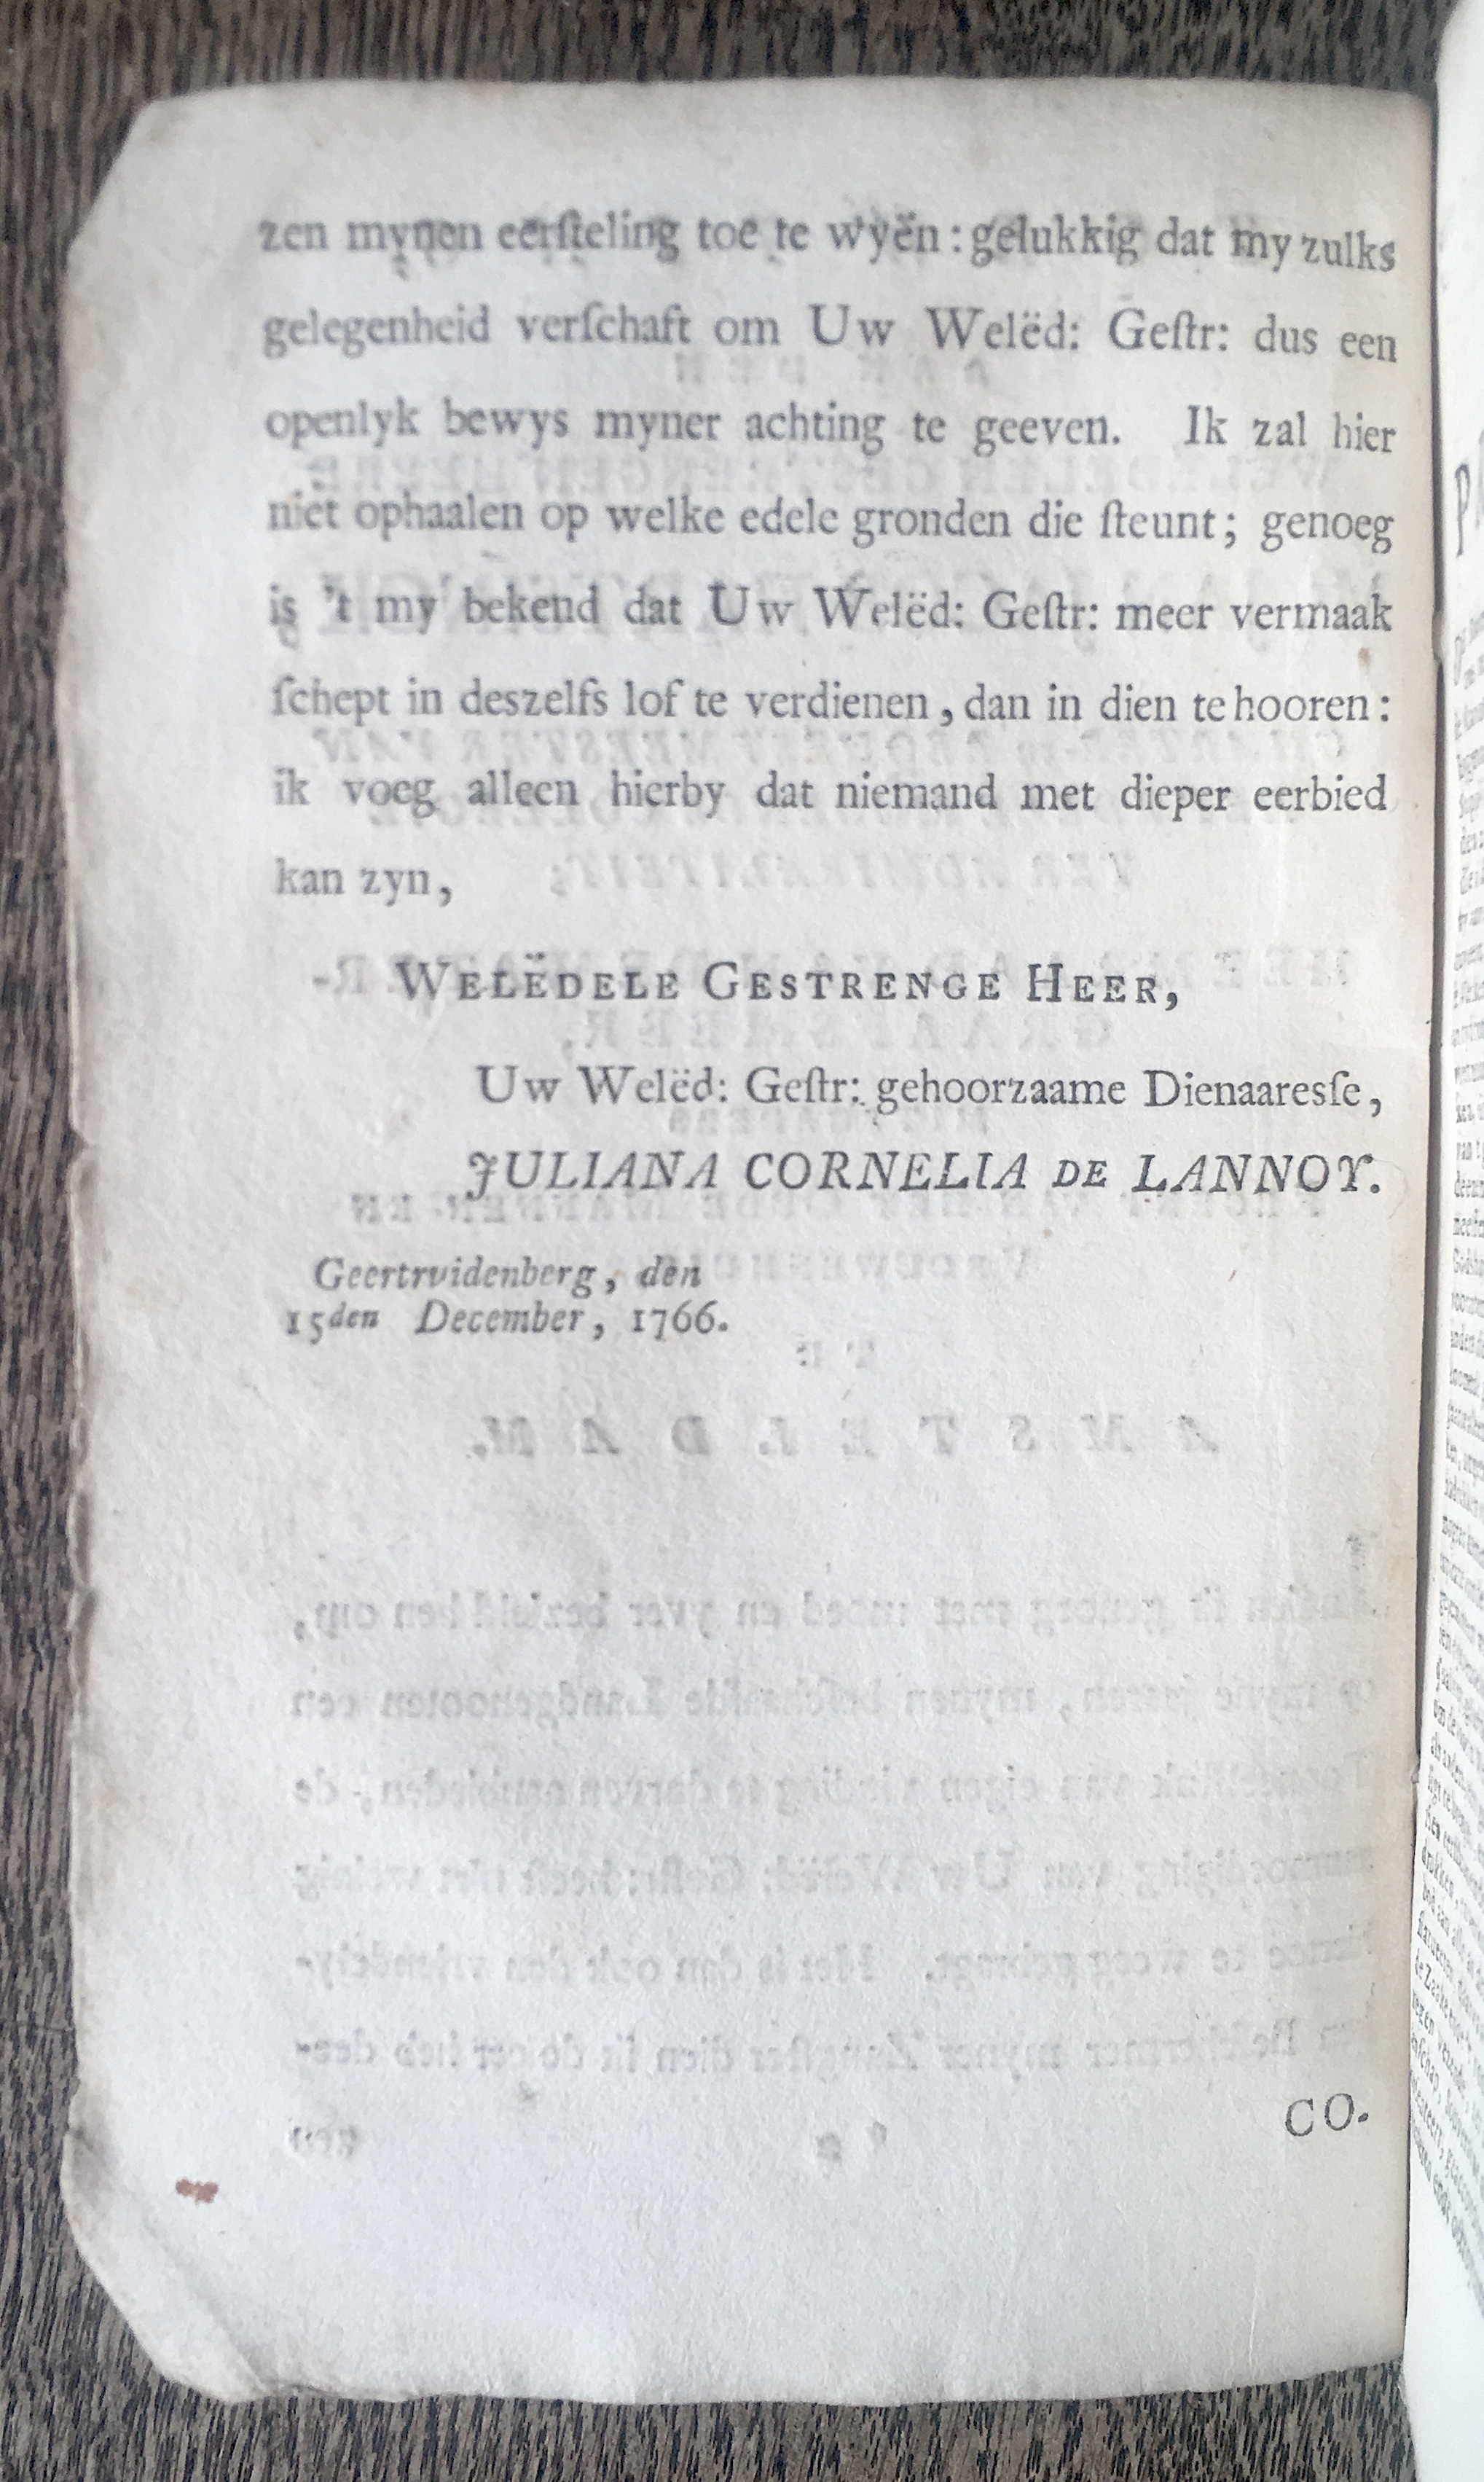 zen mynen eerſteling toe te wyën: gelukkig dat my zulks
gelegenheid verſchaft om Uw Welëd: Geſtr: dus een
openlyk bewys myner achting te geeven. Ik zal hier
niet ophaalen op welke edele gronden die ſteunt; genoeg
is 't my bekend dat Uw Welëd: Geſtr: meer vermaak
ſchept in deszelfs lof te verdienen, dan in dien te hooren:
ik voeg alleen hierby dat niemand met dieper eerbied
kan zyn,
WELËDELE GESTRENGE HEER,
Uw Welëd: Geſtr: gehoorzaame Dienaaresſe,
JULIANA CORNELIA DE LANNOY.
Geertruidenberg, den
15den December, 1766.
CO.